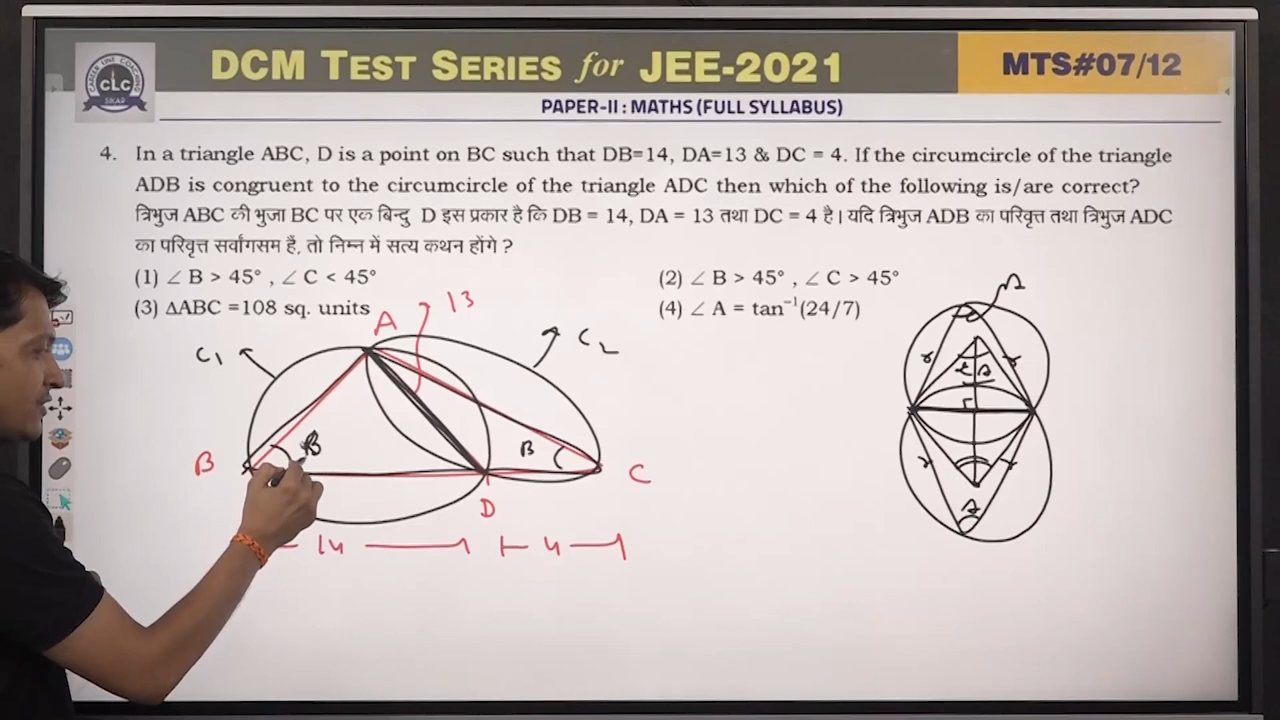 CAREER LINE COACHING
CLC
SIKAR
DCM TEST SERIES for JEE-2021
MTS#07/12
PAPER-II : MATHS (FULL SYLLABUS)
4. In a triangle ABC, D is a point on BC such that DB=14, DA=13 & DC = 4. If the circumcircle of the triangle
ADB is congruent to the circumcircle of the triangle ADC then which of the following is/are correct?
त्रिभुज ABC की भुजा BC पर एक बिन्दु D इस प्रकार है कि DB = 14, DA = 13 तथा DC = 4 है। यदि त्रिभुज ADB का परिवृत्त तथा त्रिभुज ADC
का परिवृत्त सर्वांगसम हैं, तो निम्न में सत्य कथन होंगे ?
(1) ∠ B > 45° , ∠ C < 45°
(2) ∠ B > 45° , ∠ C > 45°
(3) ΔABC =108 sq. units
(4) ∠ A = tan⁻¹(24/7)
A
13
C1
C2
B
B
B
C
D
14
4